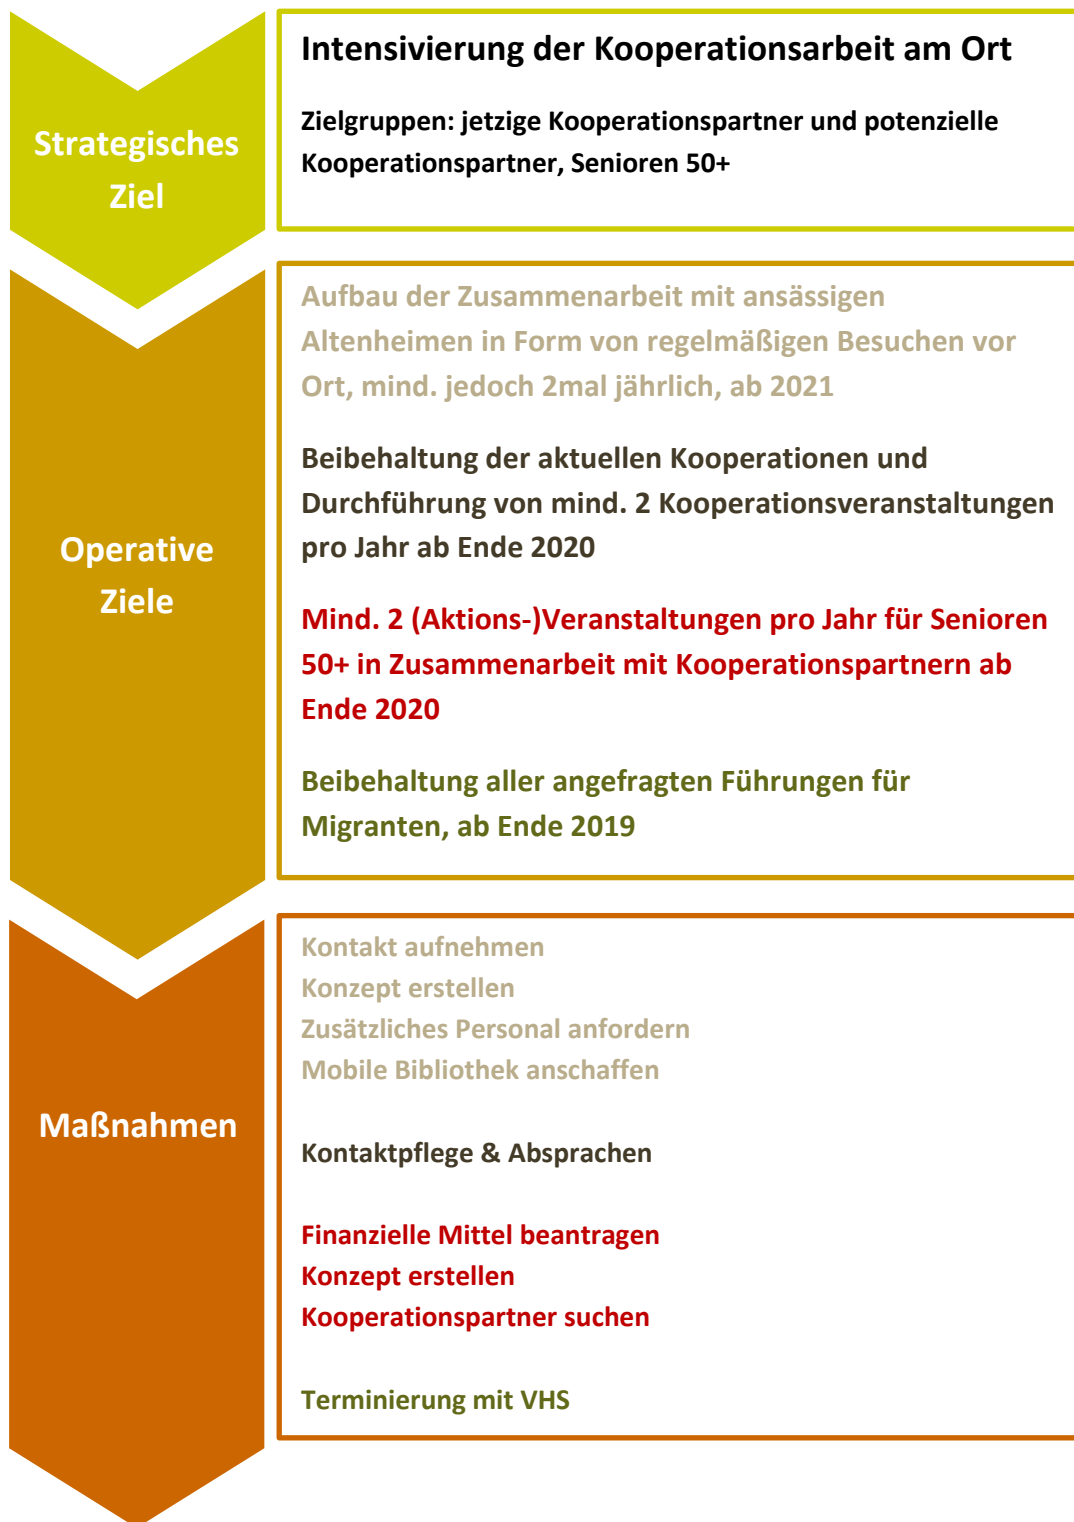 Strategisches
Ziel
Intensivierung der Kooperationsarbeit am Ort
Zielgruppen: jetzige Kooperationspartner und potenzielle
Kooperationspartner, Senioren 50+
Operative
Ziele
Aufbau der Zusammenarbeit mit ansässigen
Altenheimen in Form von regelmäßigen Besuchen vor
Ort, mind. jedoch 2mal jährlich, ab 2021
Beibehaltung der aktuellen Kooperationen und
Durchführung von mind. 2 Kooperationsveranstaltungen
pro Jahr ab Ende 2020
Mind. 2 (Aktions-)Veranstaltungen pro Jahr für Senioren
50+ in Zusammenarbeit mit Kooperationspartnern ab
Ende 2020
Beibehaltung aller angefragten Führungen für
Migranten, ab Ende 2019
Maßnahmen
Kontakt aufnehmen
Konzept erstellen
Zusätzliches Personal anfordern
Mobile Bibliothek anschaffen
Kontaktpflege & Absprachen
Finanzielle Mittel beantragen
Konzept erstellen
Kooperationspartner suchen
Terminierung mit VHS